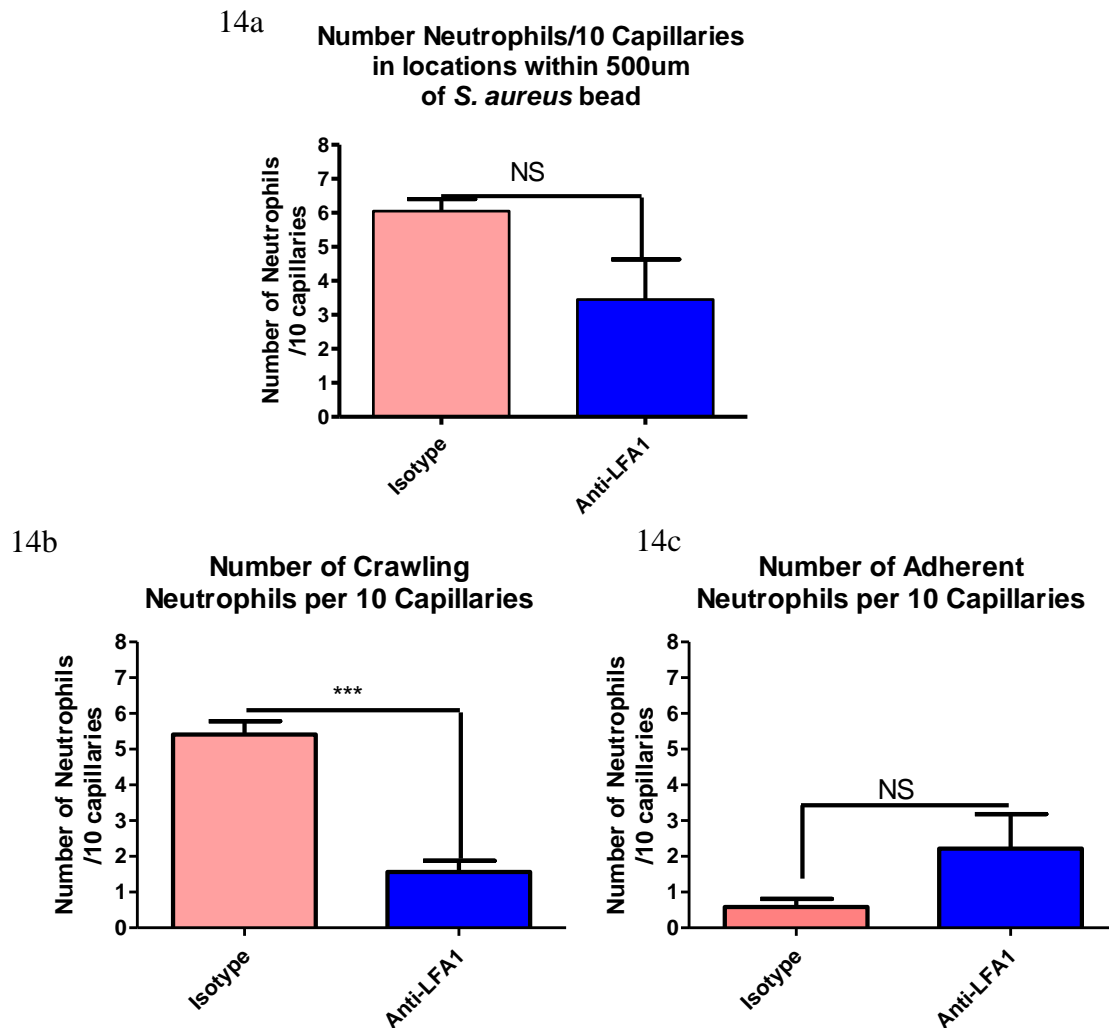 14a
Number Neutrophils/10 Capillaries
in locations within 500um
of S. aureus bead
Number of Neutrophils
/10 capillaries
8
7
6
5
4
3
2
1
0
NS
Isotype
Anti-LFA1
14b
Number of Crawling
Neutrophils per 10 Capillaries
Number of Neutrophils
/10 capillaries
8
7
6
5
4
3
2
1
0
***
Isotype
Anti-LFA1
14c
Number of Adherent
Neutrophils per 10 Capillaries
Number of Neutrophils
/10 capillaries
8
7
6
5
4
3
2
1
0
NS
Isotype
Anti-LFA1